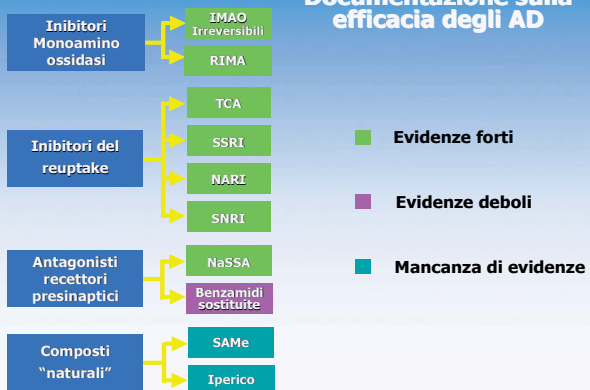 Documentazione sulla
efficacia degli AD
Inibitori
Monoamino
ossidasi
IMAO
Irreversibili
RIMA
Inibitori del
reuptake
TCA
SSRI
NARI
SNRI
Antagonisti
recettori
presinaptici
NaSSA
Benzamidi
sostituite
Composti
“naturali”
SAMe
Iperico
Evidenze forti
Evidenze deboli
Mancanza di evidenze